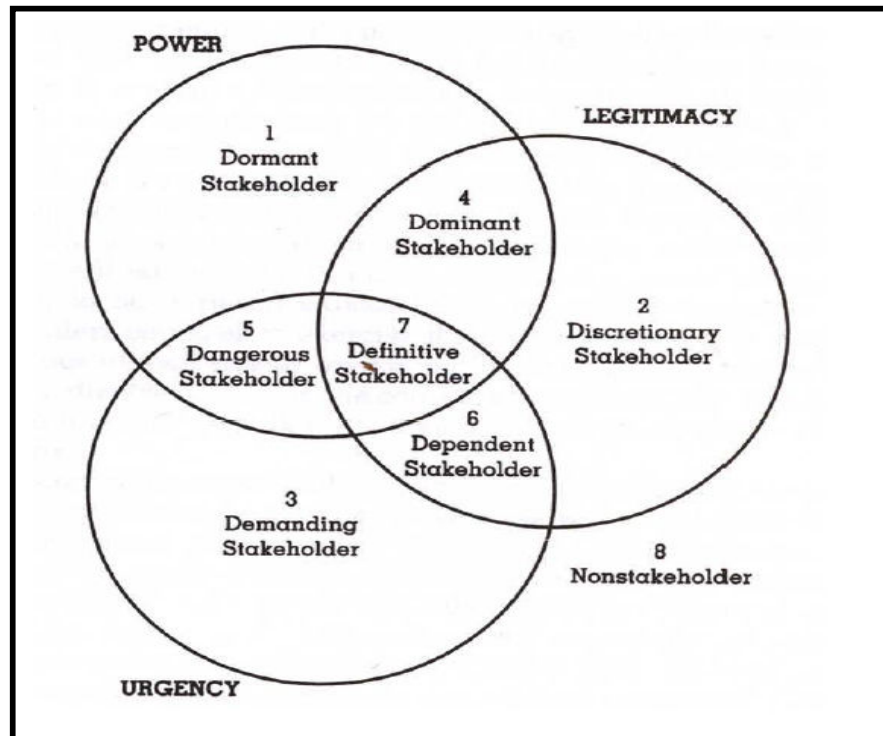 POWER
LEGITIMACY
1
Dormant
Stakeholder
4
Dominant
Stakeholder
2
Discretionary
Stakeholder
5
Dangerous
Stakeholder
7
Definitive
Stakeholder
6
Dependent
Stakeholder
3
Demanding
Stakeholder
8
Nonstakeholder
URGENCY